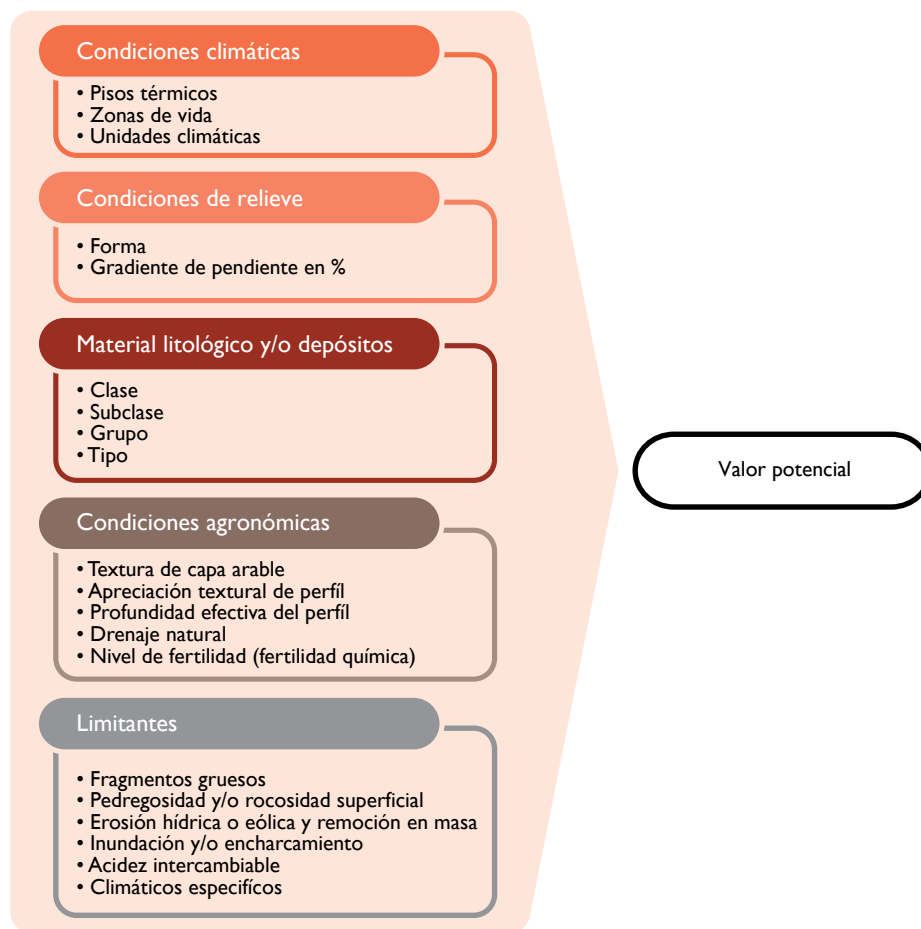 Condiciones climáticas
• Pisos térmicos
• Zonas de vida
• Unidades climáticas
Condiciones de relieve
• Forma
• Gradiente de pendiente en %
Material litológico y/o depósitos
• Clase
• Subclase
• Grupo
• Tipo
Condiciones agronómicas
• Textura de capa arable
• Apreciación textural de perfíl
• Profundidad efectiva del perfíl
• Drenaje natural
• Nivel de fertilidad (fertilidad química)
Limitantes
• Fragmentos gruesos
• Pedregosidad y/o rocosidad superficial
• Erosión hídrica o eólica y remoción en masa
• Inundación y/o encharcamiento
• Acidez intercambiable
• Climáticos especifícos
Valor potencial